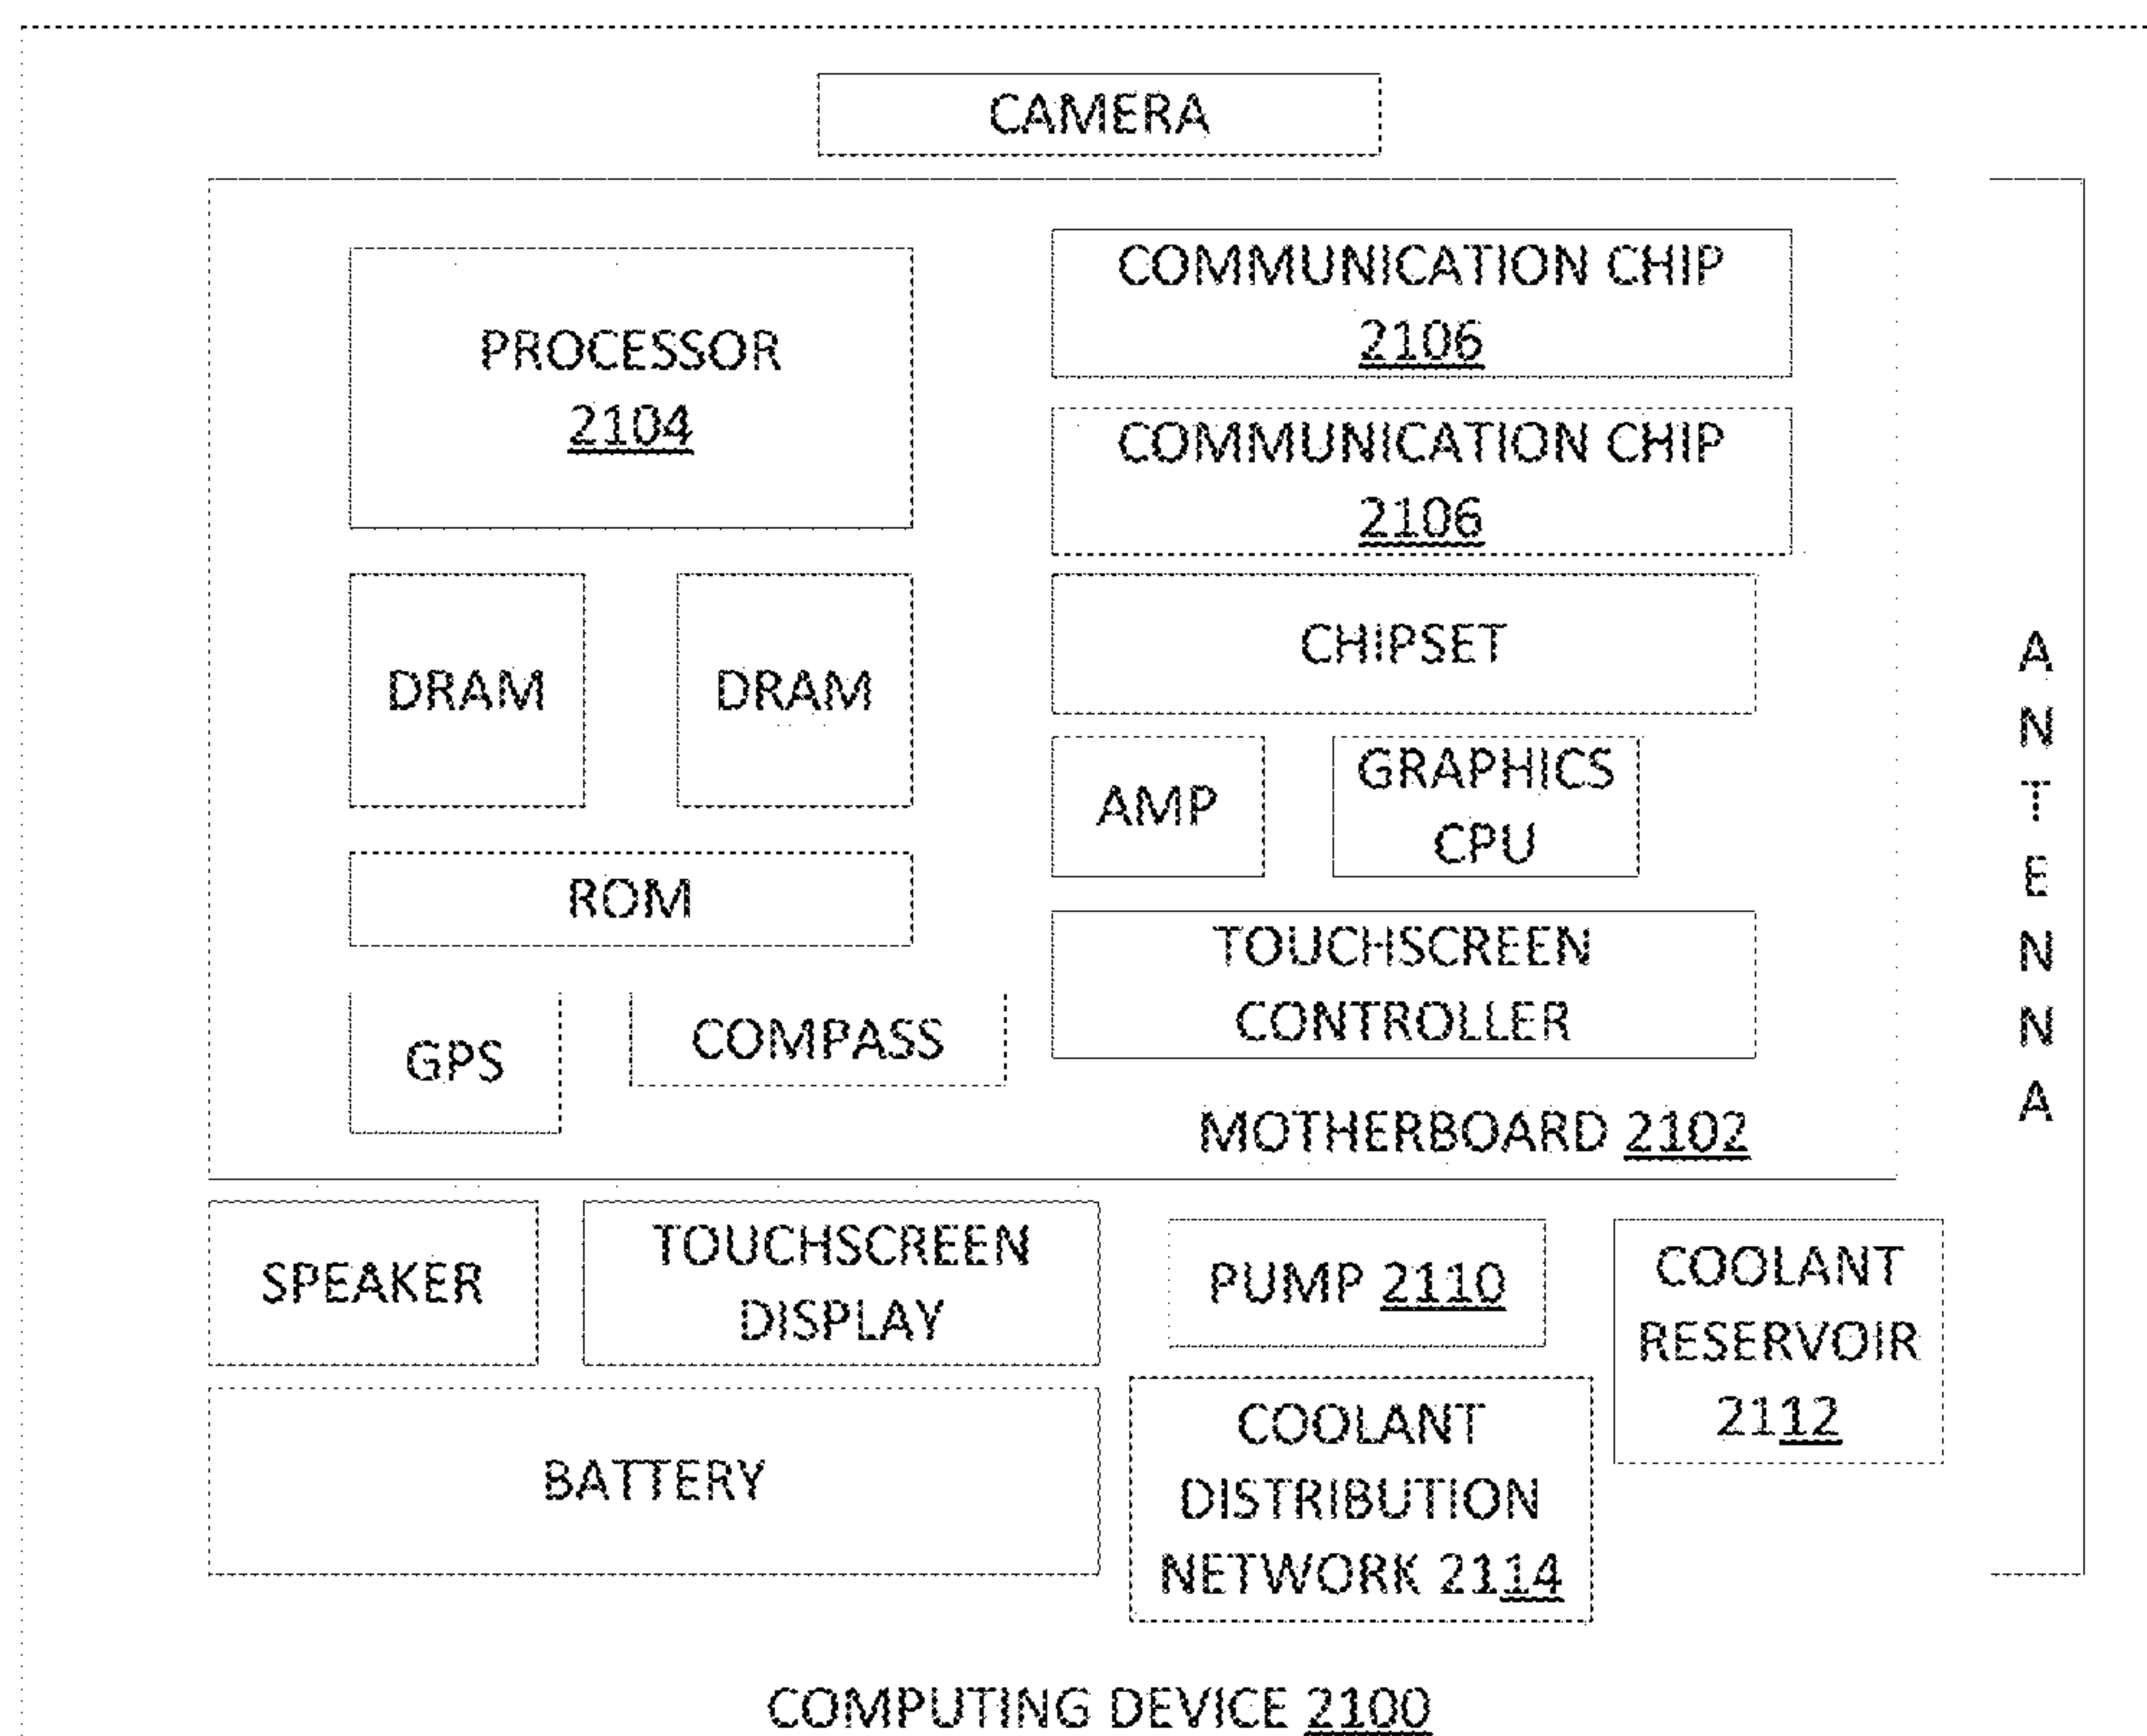 CAMERA
PROCESSOR
2104
COMMUNICATION CHIP
2106
COMMUNICATION CHIP
2106
DRAM
DRAM
CHIPSET
AMP
GRAPHICS
CPU
ROM
TOUCHSCREEN
CONTROLLER
GPS
COMPASS
MOTHERBOARD 2102
ANTENNA
SPEAKER
TOUCHSCREEN
DISPLAY
PUMP 2110
COOLANT
RESERVOIR
2112
BATTERY
COOLANT
DISTRIBUTION
NETWORK 2114
COMPUTING DEVICE 2100